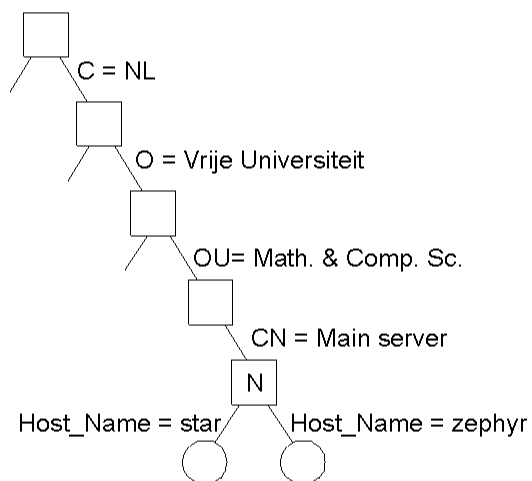 C = NL
O = Vrije Universiteit
OU= Math. & Comp. Sc.
CN = Main server
N
Host_Name = star
Host_Name = zephyr